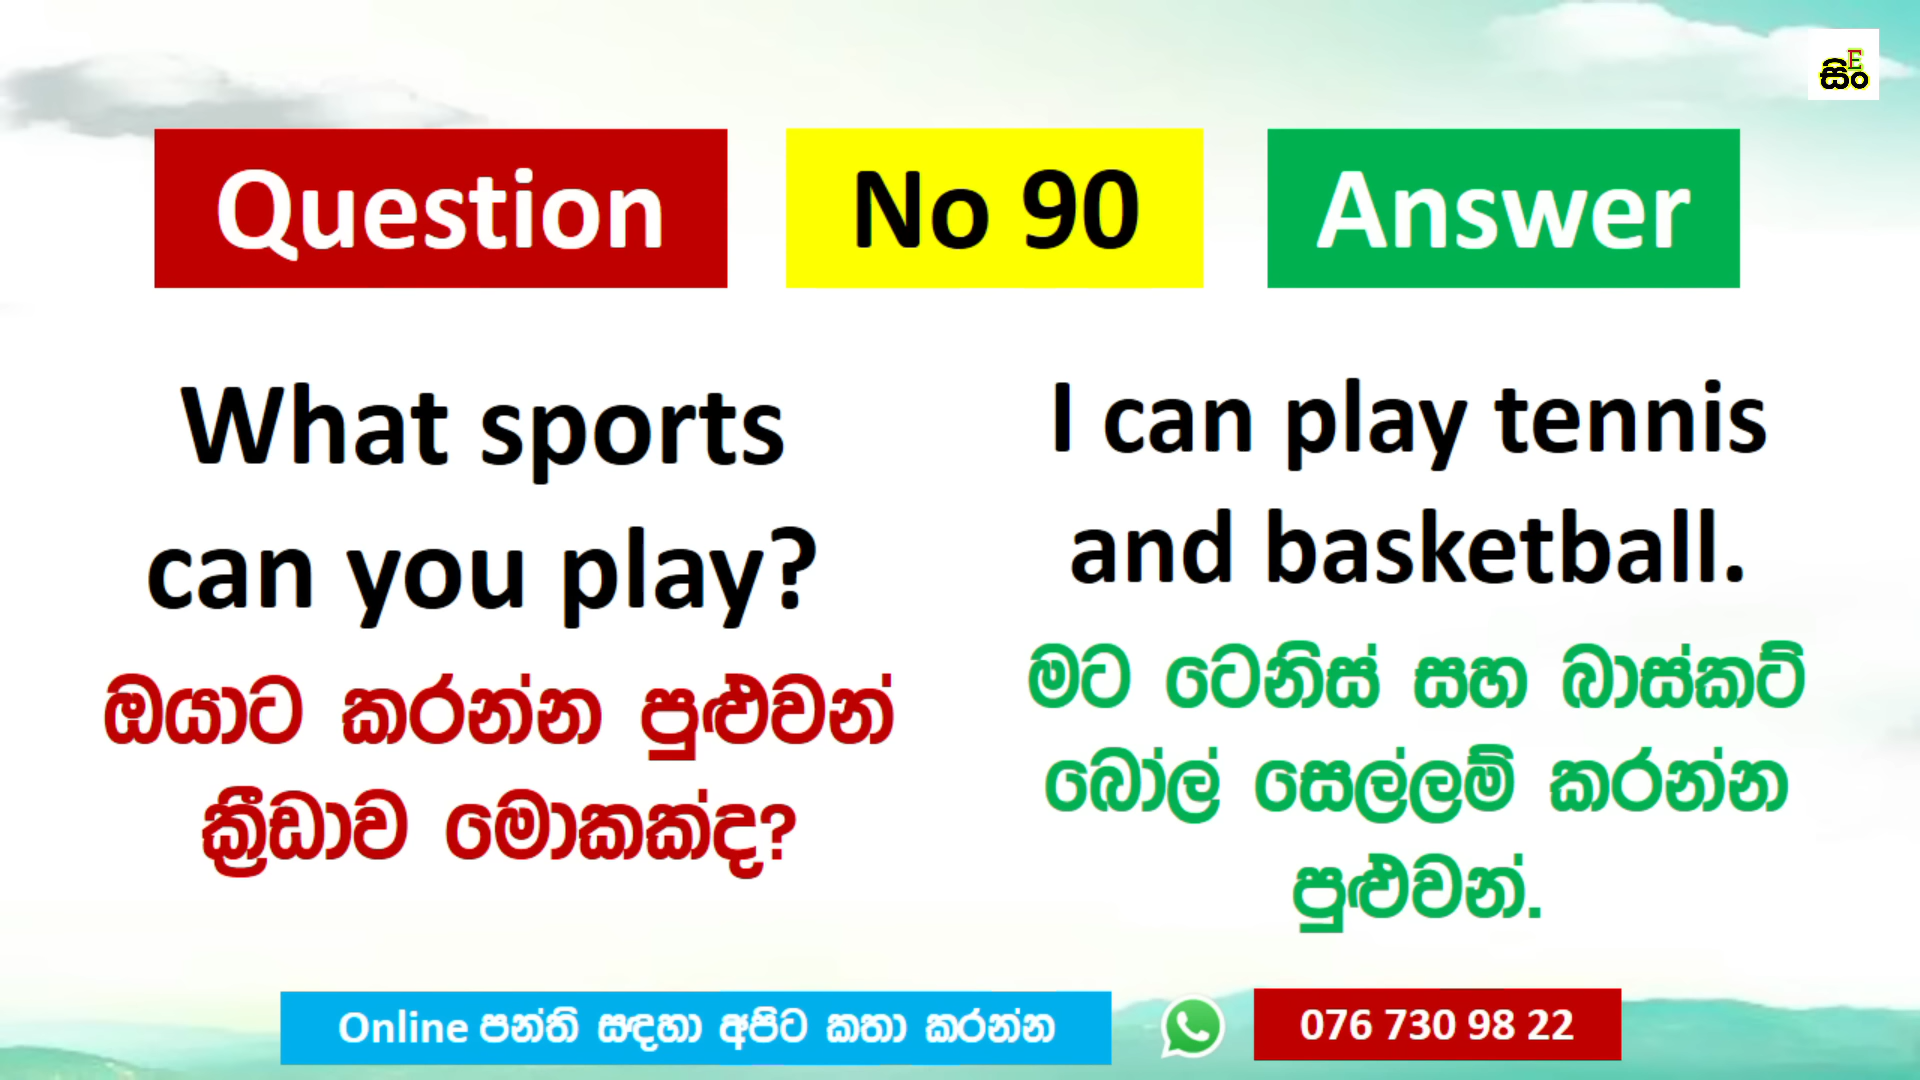 සිංE
Question
No 90
Answer
What sports
can you play?
ඔයාට කරන්න පුළුවන්
ක්‍රීඩාව මොකක්ද?
I can play tennis
and basketball.
මට ටෙනිස් සහ බාස්කට්
බෝල් සෙල්ලම් කරන්න
පුළුවන්.
Online පන්ති සඳහා අපිට කතා කරන්න
076 730 98 22